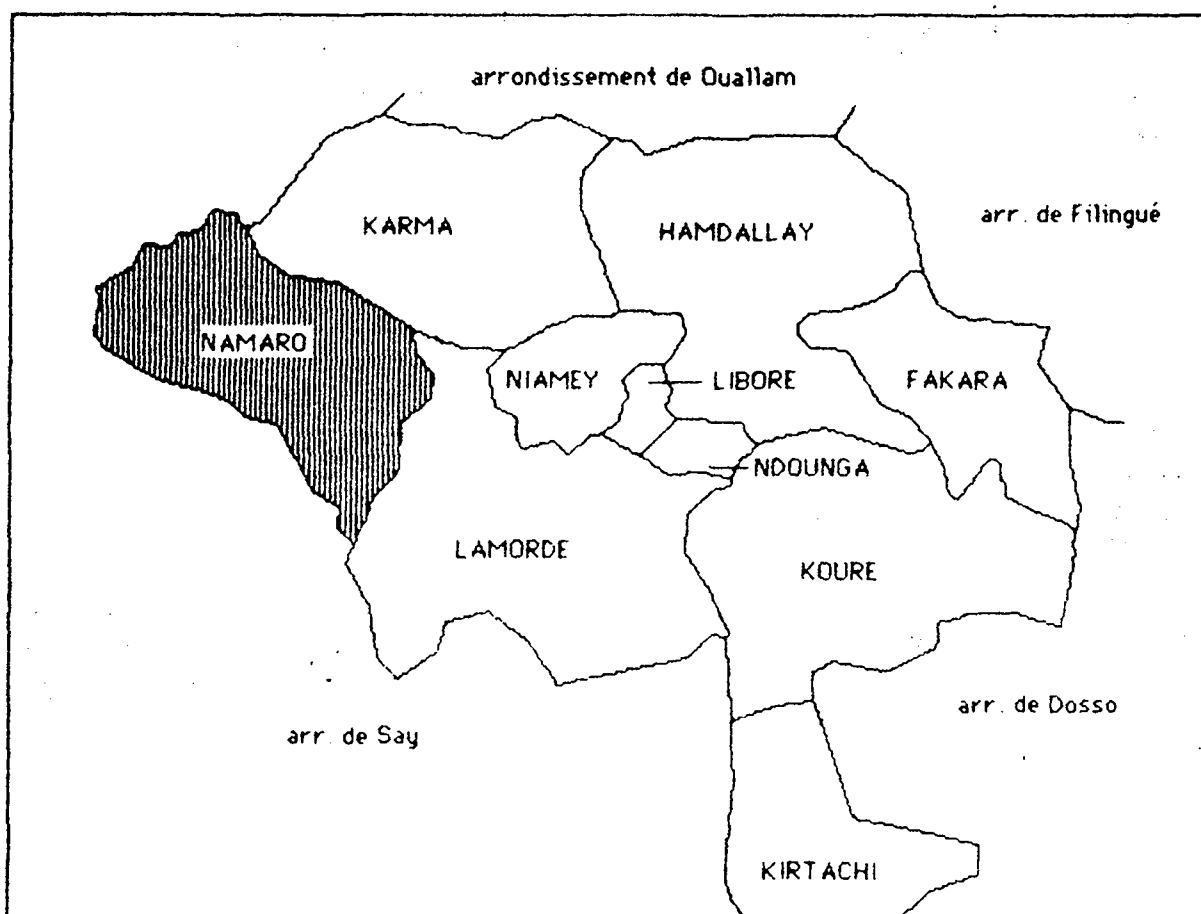 arrondissement de Ouallam
arr. de Filingué
KARMA
HAMDALLAY
NAMARO
NIAMEY
LIBORE
FAKARA
NDOUNGA
LAMORDE
KOURE
arr. de Say
arr. de Dosso
KIRTACHI